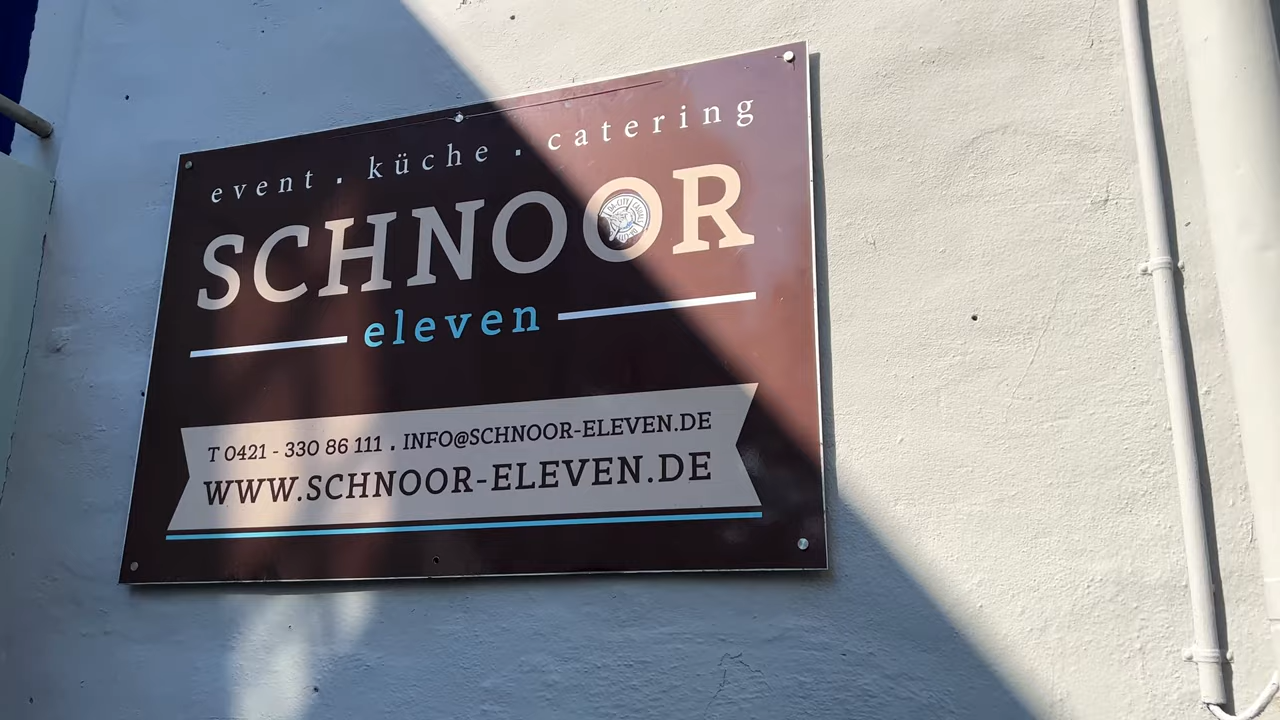 event . küche . catering
SCHNOOR
eleven
T 0421 - 330 86 111 . INFO@SCHNOOR-ELEVEN.DE
WWW.SCHNOOR-ELEVEN.DE